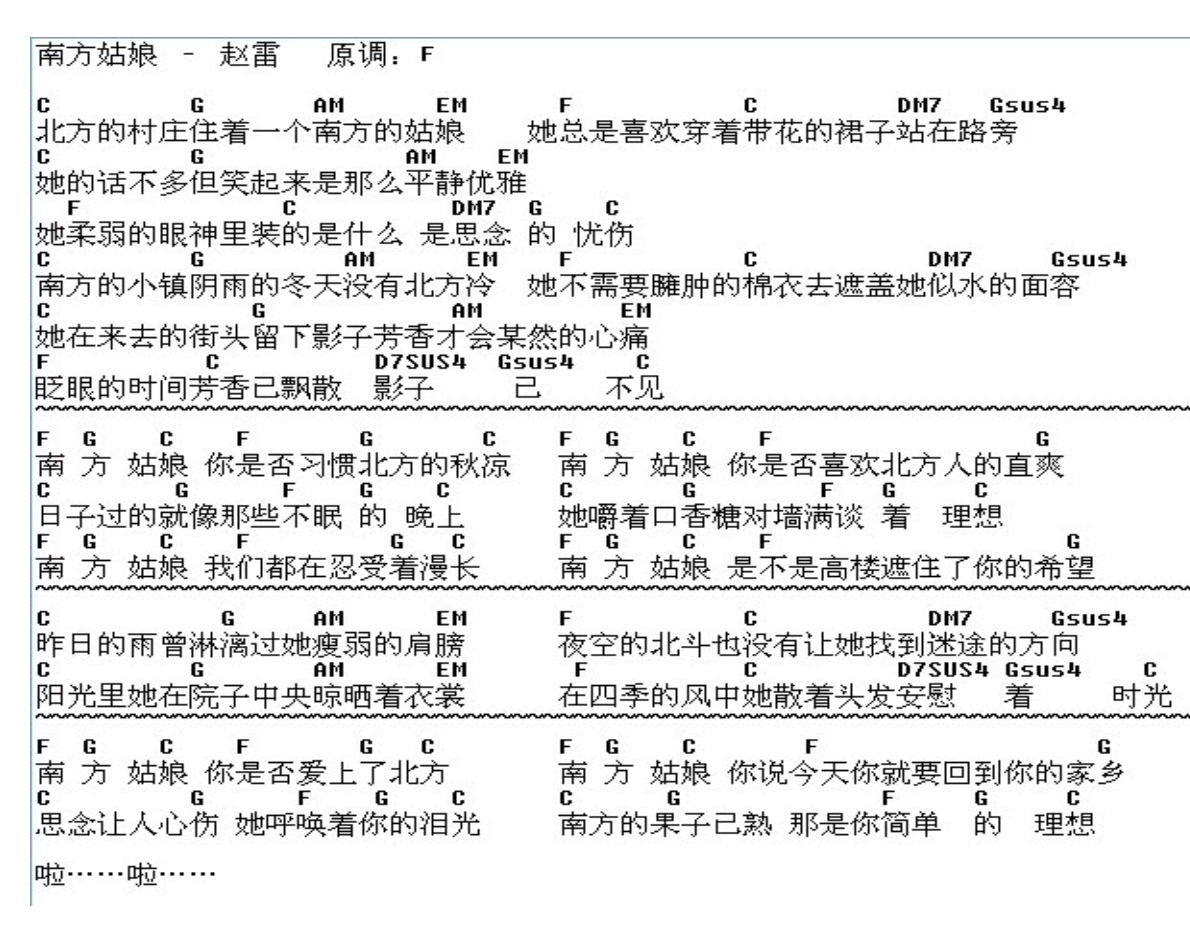 南方姑娘 - 赵雷 原调：F
C G AM EM F C DM7 Gsus4
北方的村庄住着一个南方的姑娘 她总是喜欢穿着带花的裙子站在路旁
C G AM EM
她的话不多但笑起来是那么平静优雅
F C DM7 G C
她柔弱的眼神里装的是什么 是思念 的 忧伤
C G AM EM F C DM7 Gsus4
南方的小镇阴雨的冬天没有北方冷 她不需要臃肿的棉衣去遮盖她似水的面容
C G AM EM
她在来去的街头留下影子芳香才会某然的心痛
F C D7SUS4 Gsus4 C
眨眼的时间芳香已飘散 影子 已 不见
F G C F G C F G C F G
南 方 姑娘 你是否习惯北方的秋凉 南 方 姑娘 你是否喜欢北方人的直爽
C G F G C C G F G C
日子过的就像那些不眠 的 晚上 她嚼着口香糖对墙满谈 着 理想
F G C F G C F G C F G
南 方 姑娘 我们都在忍受着漫长 南 方 姑娘 是不是高楼遮住了你的希望
C G AM EM F C DM7 Gsus4
昨日的雨曾淋漓过她瘦弱的肩膀 夜空的北斗也没有让她找到迷途的方向
C G AM EM F C D7SUS4 Gsus4 C
阳光里她在院子中央晾晒着衣裳 在四季的风中她散着头发安慰 着 时光
F G C F G C F G C F G
南 方 姑娘 你是否爱上了北方 南 方 姑娘 你说今天你就要回到你的家乡
C G F G C C G F G C
思念让人心伤 她呼唤着你的泪光 南方的果子已熟 那是你简单 的 理想
啦……啦……